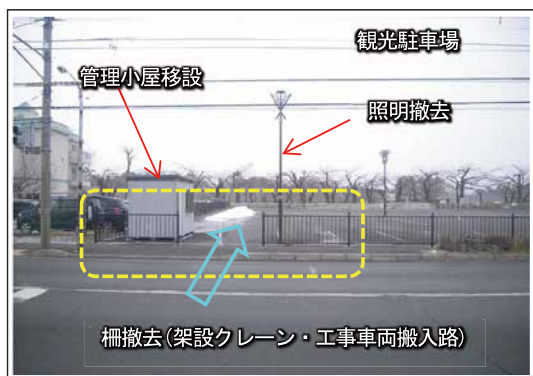 観光駐車場
管理小屋移設
照明撤去
柵撤去(架設クレーン・工事車両搬入路)